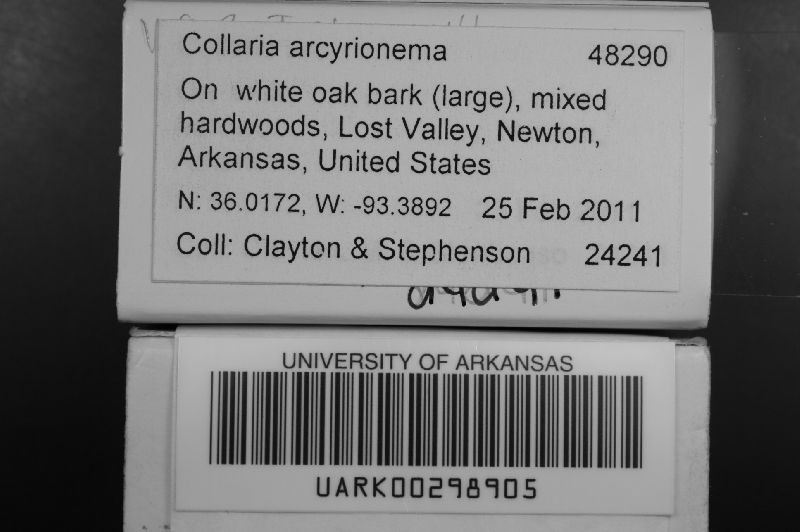 Collaria arcyrionema 48290
On white oak bark (large), mixed
hardwoods, Lost Valley, Newton,
Arkansas, United States
N: 36.0172, W: -93.3892 25 Feb 2011
Coll: Clayton & Stephenson 24241
UNIVERSITY OF ARKANSAS
UARK00298905